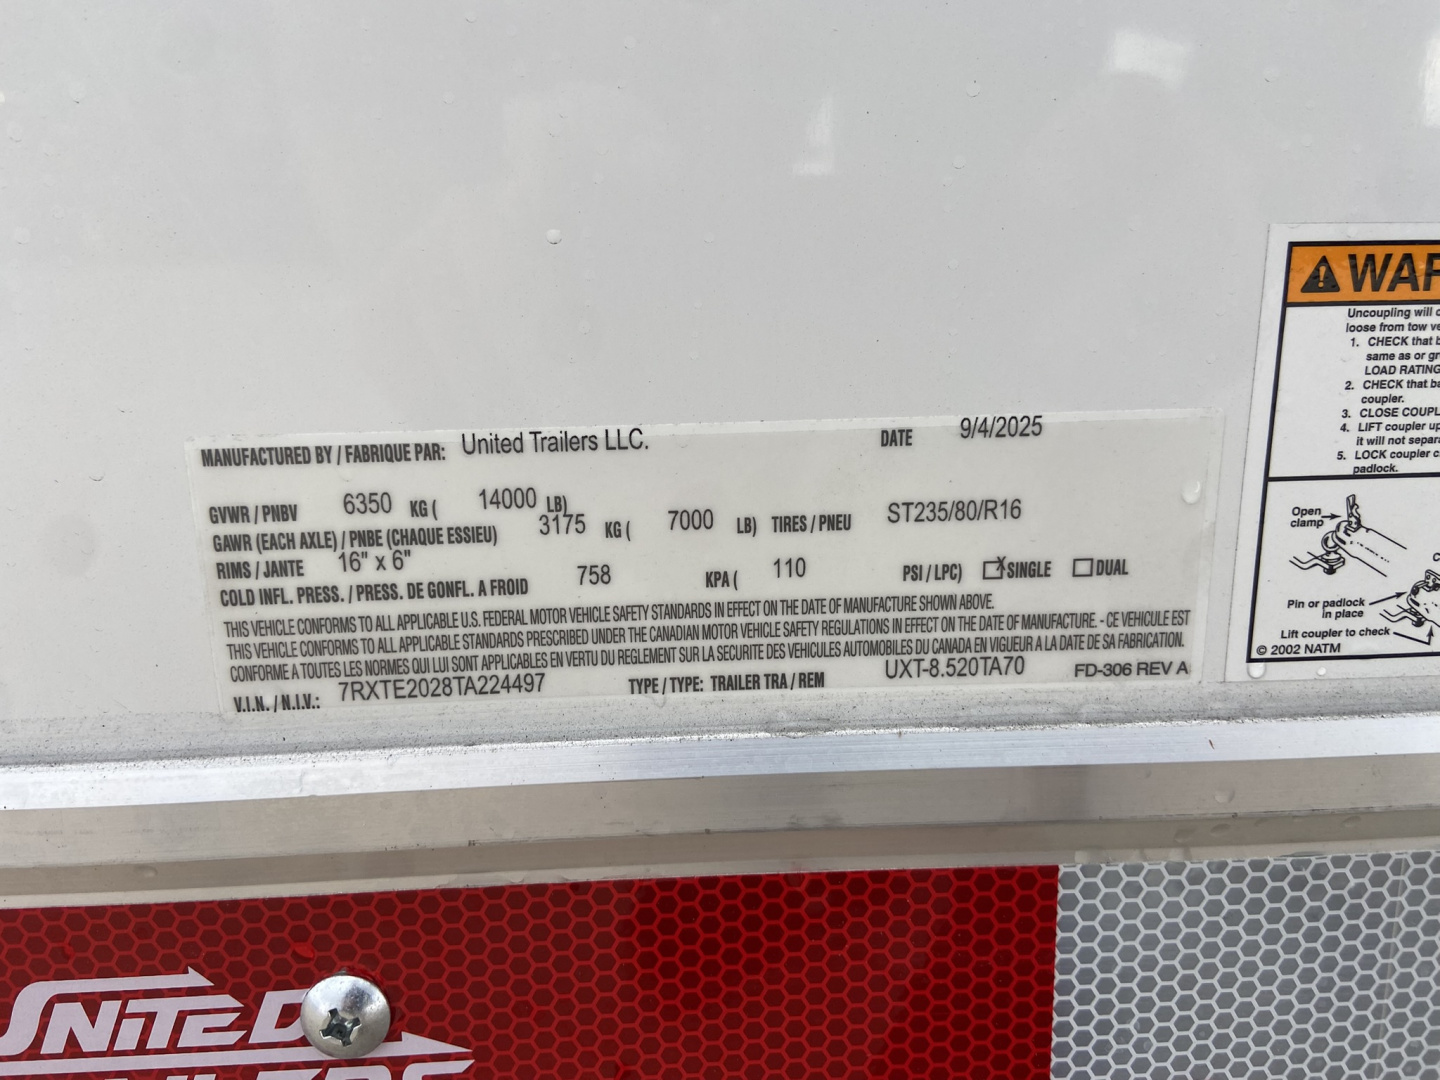 MANUFACTURED BY / FABRIQUE PAR: United Trailers LLC. DATE 9/4/2025
GVWR / PNBV 6350 KG ( 14000 LB)
GAWR (EACH AXLE) / PNBE (CHAQUE ESSIEU) 3175 KG ( 7000 LB) TIRES / PNEU ST235/80/R16
RIMS / JANTE 16" x 6"
COLD INFL. PRESS. / PRESS. DE GONFL. A FROID 758 KPA ( 110 PSI / LPC) x SINGLE DUAL
THIS VEHICLE CONFORMS TO ALL APPLICABLE U.S. FEDERAL MOTOR VEHICLE SAFETY STANDARDS IN EFFECT ON THE DATE OF MANUFACTURE SHOWN ABOVE.
THIS VEHICLE CONFORMS TO ALL APPLICABLE STANDARDS PRESCRIBED UNDER THE CANADIAN MOTOR VEHICLE SAFETY REGULATIONS IN EFFECT ON THE DATE OF MANUFACTURE. - CE VEHICULE EST
CONFORME A TOUTES LES NORMES QUI LUI SONT APPLICABLES EN VERTU DU REGLEMENT SUR LA SECURITE DES VEHICULES AUTOMOBILES DU CANADA EN VIGUEUR A LA DATE DE SA FABRICATION.
V.I.N. / N.I.V.: 7RXTE2028TA224497 TYPE / TYPE: TRAILER TRA / REM UXT-8.520TA70 FD-306 REV A
Uncoupling will
loose from tow
1. CHECK that
same as or
LOAD RATING
2. CHECK that
coupler.
3. CLOSE
4. LIFT coupler up
it will not
5. LOCK coupler
padlock.
Open
clamp
Pin or padlock
in place
Lift coupler to check
© 2002 NATM
UNITED